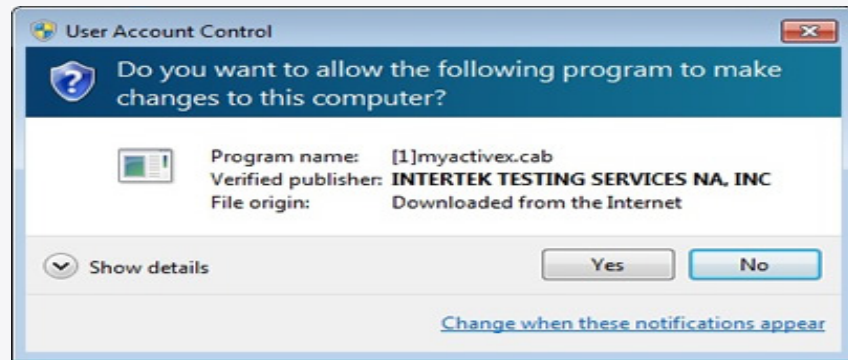 User Account Control
Do you want to allow the following program to make
changes to this computer?
Program name: [1]myactivex.cab
Verified publisher: INTERTEK TESTING SERVICES NA, INC
File origin: Downloaded from the Internet
Show details
Yes No
Change when these notifications appear